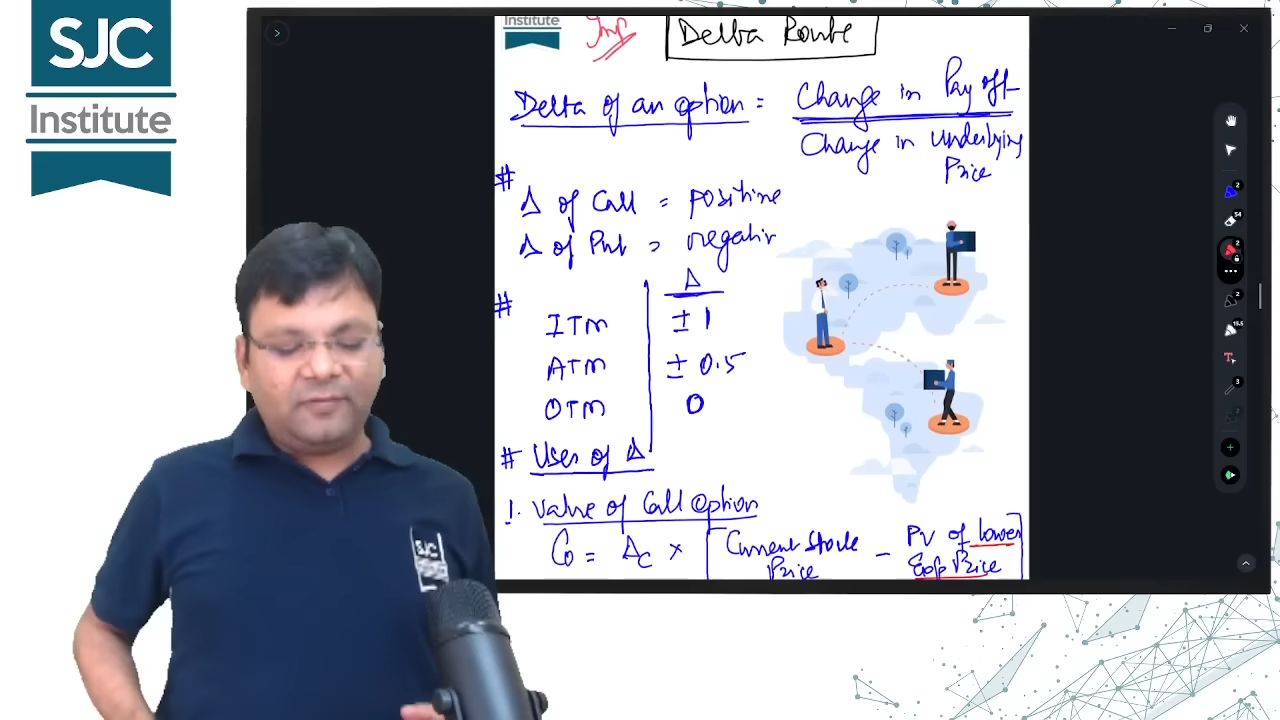 SJC
Institute
Institute
Imp
Delta Route
Delta of an option = Change in Pay off
Change in underlying
Price
# Δ of Call = positive
Δ of Put = negative
# Δ
ITM ± 1
ATM ± 0.5
OTM 0
# Uses of Δ
1. Value of Call Option
C0 = ΔC × [Current Stock Price – PV of lower Exp Price]
SJC